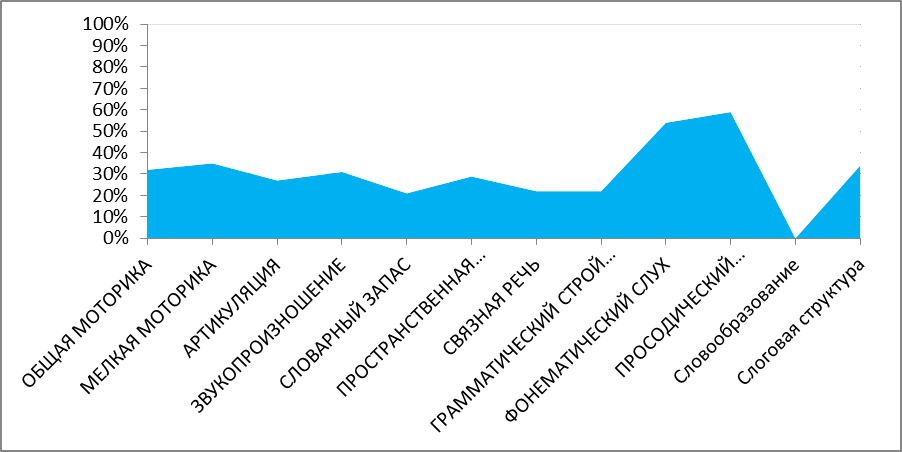 100%
90%
80%
70%
60%
50%
40%
30%
20%
10%
0%
ОБЩАЯ МОТОРИКА
МЕЛКАЯ МОТОРИКА
АРТИКУЛЯЦИЯ
ЗВУКОПРОИЗНОШЕНИЕ
СЛОВАРНЫЙ ЗАПАС
ПРОСТРАНСТВЕННАЯ...
СВЯЗНАЯ РЕЧЬ
ГРАММАТИЧЕСКИЙ СТРОЙ...
ФОНЕМАТИЧЕСКИЙ СЛУХ
ПРОСОДИЧЕСКИЙ...
Словообразование
Слоговая структура